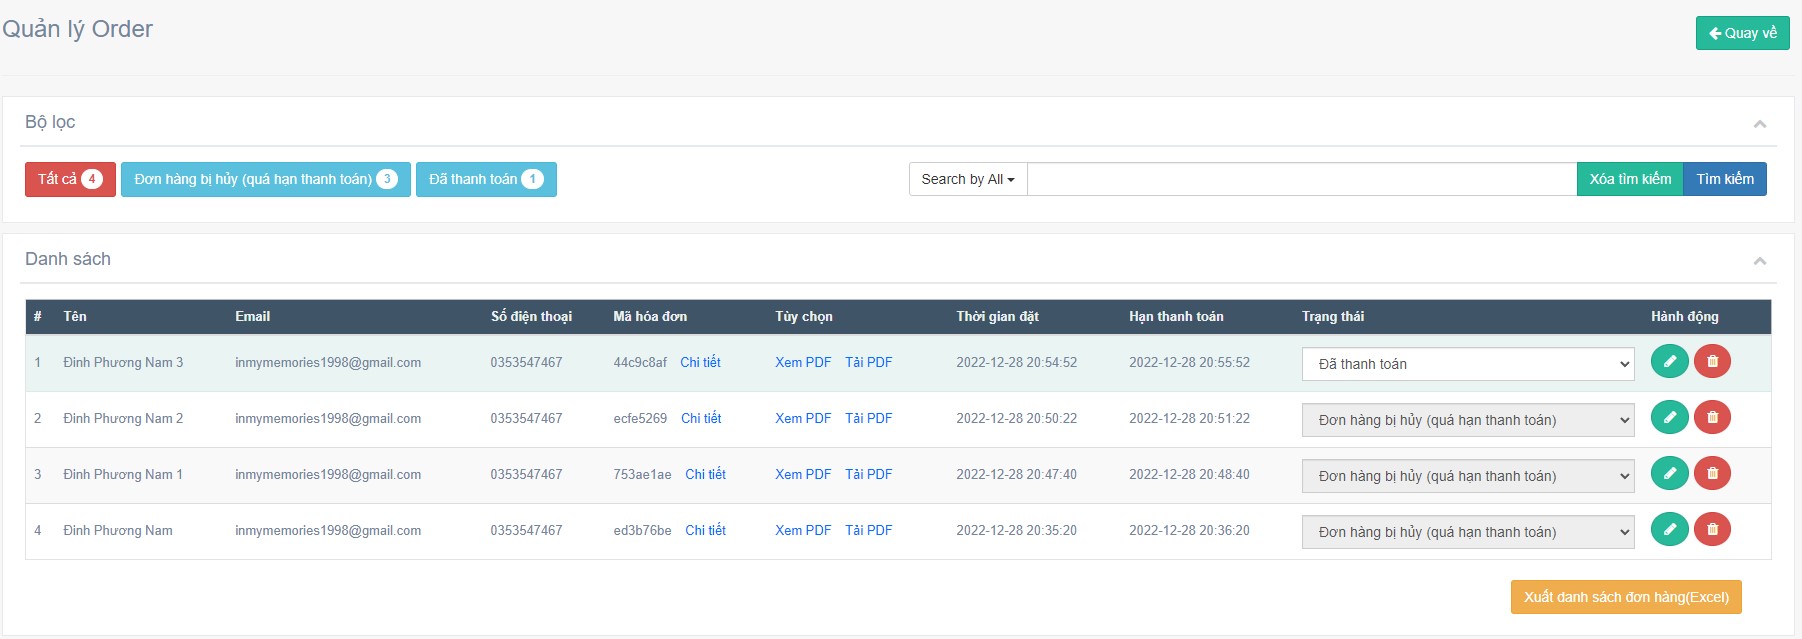 Quản lý Order
Quay về
Bộ lọc
Tất cả 4 Đơn hàng bị hủy (quá hạn thanh toán) 3 Đã thanh toán 1 Search by All Xóa tìm kiếm Tìm kiếm
Danh sách
# Tên Email Số điện thoại Mã hóa đơn Tùy chọn Thời gian đặt Hạn thanh toán Trạng thái Hành động
1 Đinh Phương Nam 3 inmymemories1998@gmail.com 0353547467 44c9c8af Chi tiết Xem PDF Tải PDF 2022-12-28 20:54:52 2022-12-28 20:55:52 Đã thanh toán
2 Đinh Phương Nam 2 inmymemories1998@gmail.com 0353547467 ecfe5269 Chi tiết Xem PDF Tải PDF 2022-12-28 20:50:22 2022-12-28 20:51:22 Đơn hàng bị hủy (quá hạn thanh toán)
3 Đinh Phương Nam 1 inmymemories1998@gmail.com 0353547467 753ae1ae Chi tiết Xem PDF Tải PDF 2022-12-28 20:47:40 2022-12-28 20:48:40 Đơn hàng bị hủy (quá hạn thanh toán)
4 Đinh Phương Nam inmymemories1998@gmail.com 0353547467 ed3b76be Chi tiết Xem PDF Tải PDF 2022-12-28 20:35:20 2022-12-28 20:36:20 Đơn hàng bị hủy (quá hạn thanh toán)
Xuất danh sách đơn hàng(Excel)